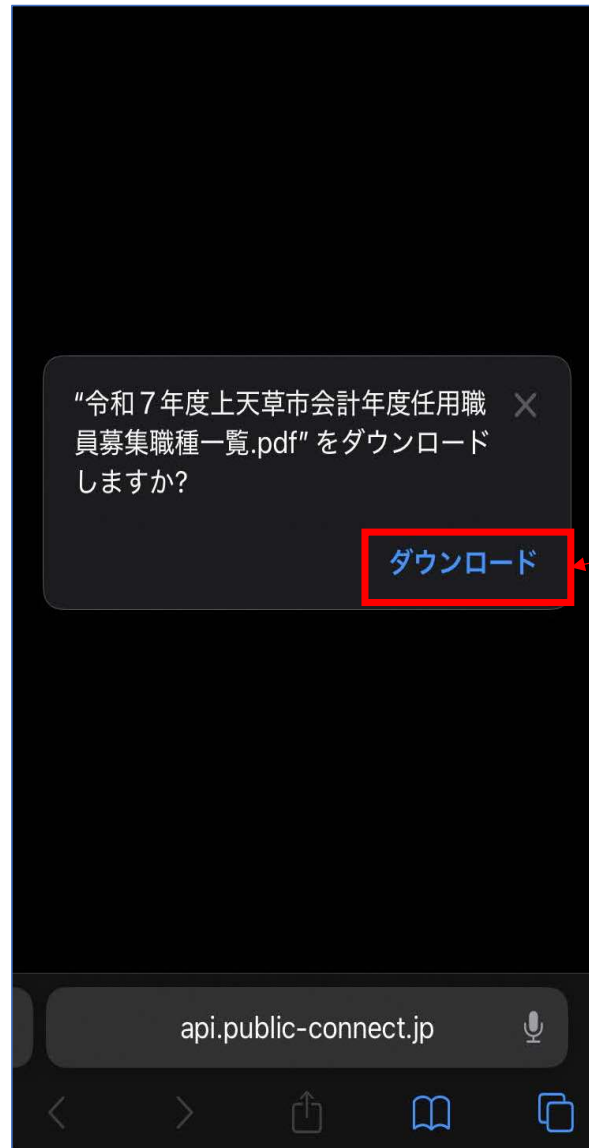 “令和７年度上天草市会計年度任用職
員募集職種一覧.pdf” をダウンロード
しますか?
ダウンロード
api.public-connect.jp